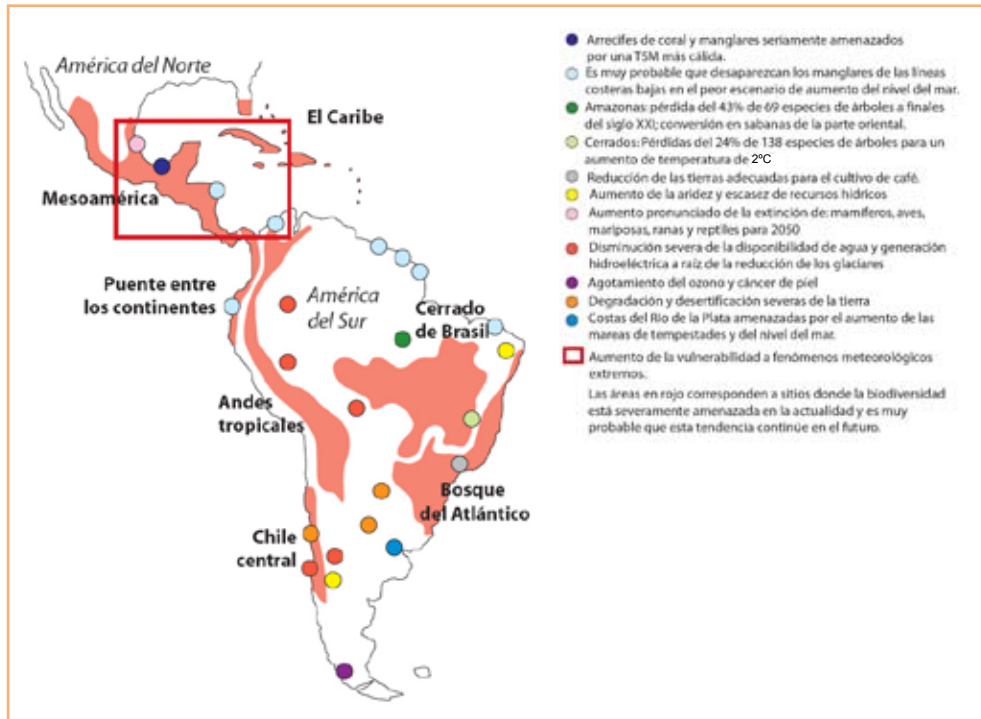 América del Norte
El Caribe
Mesoamérica
Puente entre
los continentes
América
del Sur
Cerrado
de Brasil
Andes
tropicales
Bosque
del Atlántico
Chile
central
Arrecifes de coral y manglares seriamente amenazados
por una TSM más cálida.
Es muy probable que desaparezcan los manglares de las líneas
costeras bajas en el peor escenario de aumento del nivel del mar.
Amazonas: pérdida del 43% de 69 especies de árboles a finales
del siglo XXI; conversión en sabanas de la parte oriental.
Cerrados: Pérdidas del 24% de 138 especies de árboles para un
aumento de temperatura de 2ºC
Reducción de las tierras adecuadas para el cultivo de café.
Aumento de la aridez y escasez de recursos hídricos
Aumento pronunciado de la extinción de: mamíferos, aves,
mariposas, ranas y reptiles para 2050
Disminución severa de la disponibilidad de agua y generación
hidroeléctrica a raíz de la reducción de los glaciares
Agotamiento del ozono y cáncer de piel
Degradación y desertificación severas de la tierra
Costas del Río de la Plata amenazadas por el aumento de las
mareas de tempestades y del nivel del mar.
Aumento de la vulnerabilidad a fenómenos meteorológicos
extremos.
Las áreas en rojo corresponden a sitios donde la biodiversidad
está severamente amenazada en la actualidad y es muy
probable que esta tendencia continúe en el futuro.